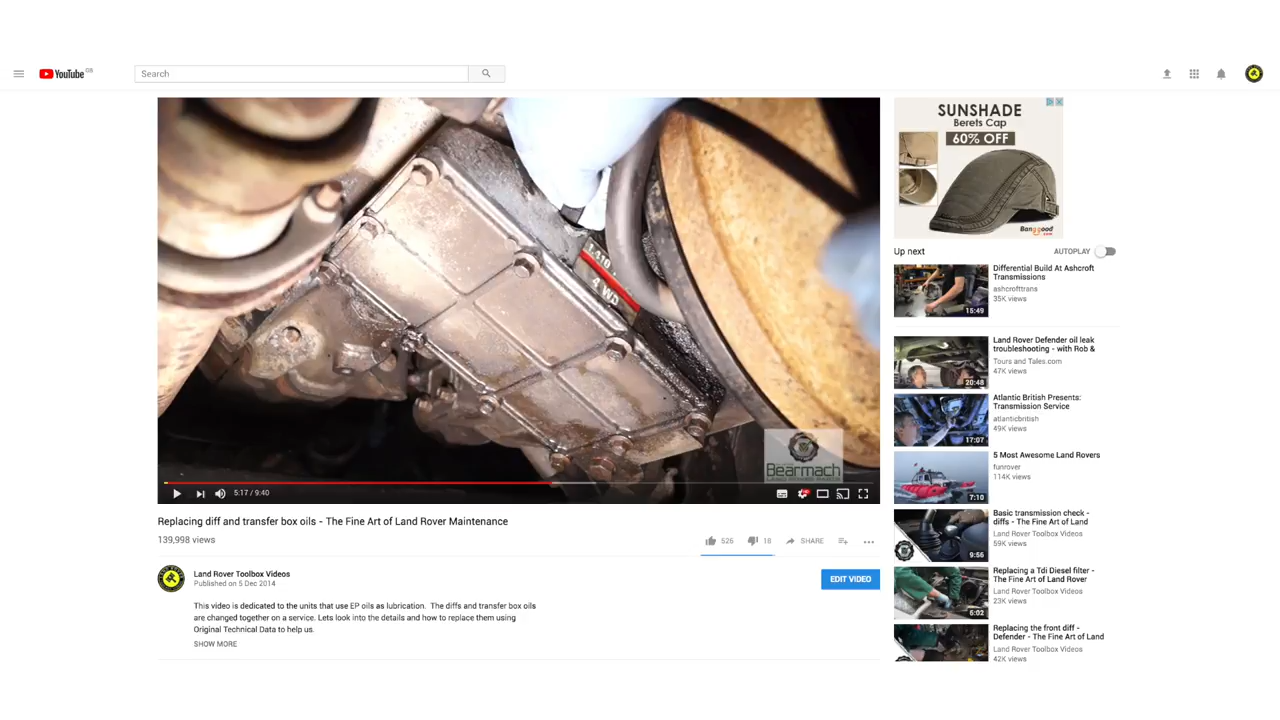 YouTube GB
Search
SUNSHADE
Berets Cap
60% OFF
Banggood
.com
1.410
4 WD
Bearmach
5:17 / 9:40
Up next
AUTOPLAY
Differential Build At Ashcroft
Transmissions
ashcrofttrans
35K views
15:49
Land Rover Defender oil leak
troubleshooting - with Rob &
Tours and Tales.com
47K views
20:48
Atlantic British Presents:
Transmission Service
atlanticbritish
49K views
17:07
5 Most Awesome Land Rovers
funrover
114K views
7:10
Basic transmission check -
diffs - The Fine Art of Land
Land Rover Toolbox Videos
59K views
9:56
Replacing a Tdi Diesel filter -
The Fine Art of Land Rover
Land Rover Toolbox Videos
23K views
6:02
Replacing the front diff -
Defender - The Fine Art of Land
Land Rover Toolbox Videos
42K views
Replacing diff and transfer box oils - The Fine Art of Land Rover Maintenance
139,998 views
526
18
SHARE
Land Rover Toolbox Videos
Published on 5 Dec 2014
EDIT VIDEO
This video is dedicated to the units that use EP oils as lubrication. The diffs and transfer box oils
are changed together on a service. Lets look into the details and how to replace them using
Original Technical Data to help us.
SHOW MORE